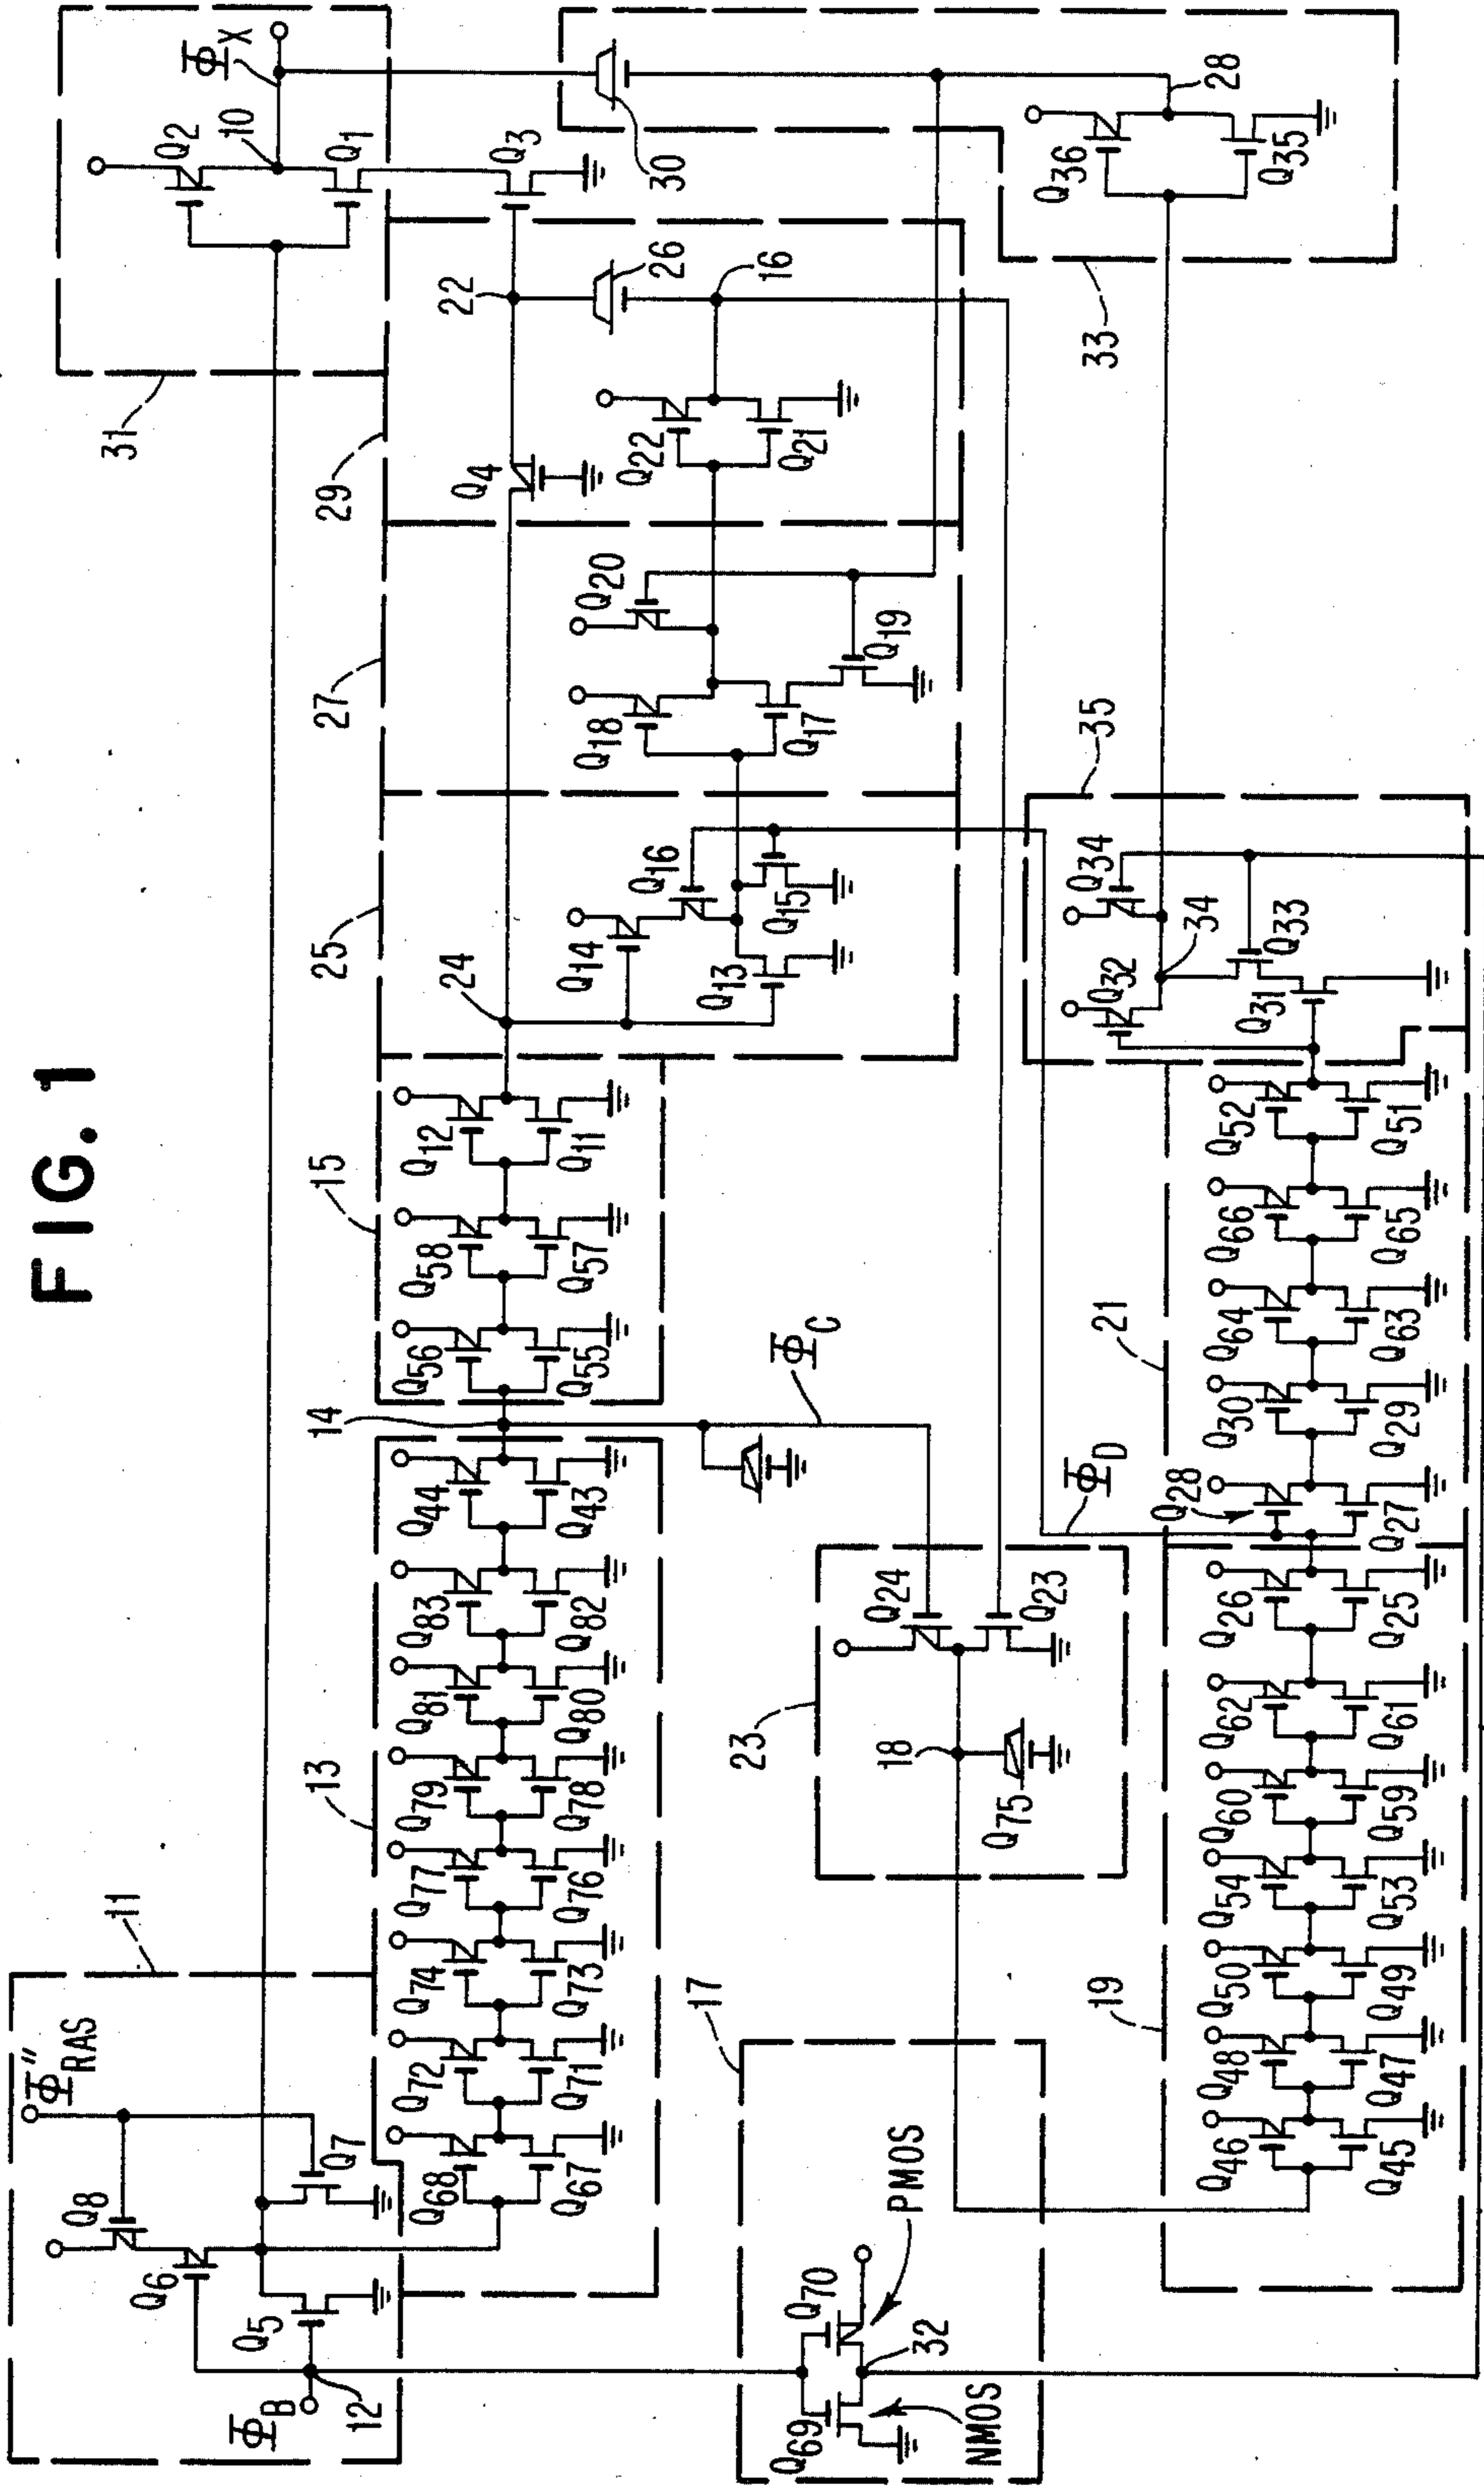 FIG. 1
11
Φ"RAS
Q8
Q6
Q7
Q5
ΦB
12
31
Q2
10
Q1
ΦX
Q3
13
Q68
Q67
Q72
Q71
Q74
Q73
Q77
Q76
Q79
Q78
Q81
Q80
Q83
Q82
Q44
Q43
14
15
Q56
Q55
Q58
Q57
Q12
Q11
24
25
Q14
Q16
Q13
Q15
27
Q18
Q20
Q17
Q19
29
Q4
22
26
Q22
Q21
16
30
ΦC
17
Q69
Q70
PMOS
NMOS
32
23
Q24
Q23
18
Q75
ΦD
19
Q46
Q45
Q48
Q47
Q50
Q49
Q54
Q53
Q60
Q59
Q62
Q61
Q26
Q25
21
Q28
Q27
Q30
Q29
Q64
Q63
Q66
Q65
Q52
Q51
35
Q32
Q34
34
Q33
Q31
33
Q36
Q35
28